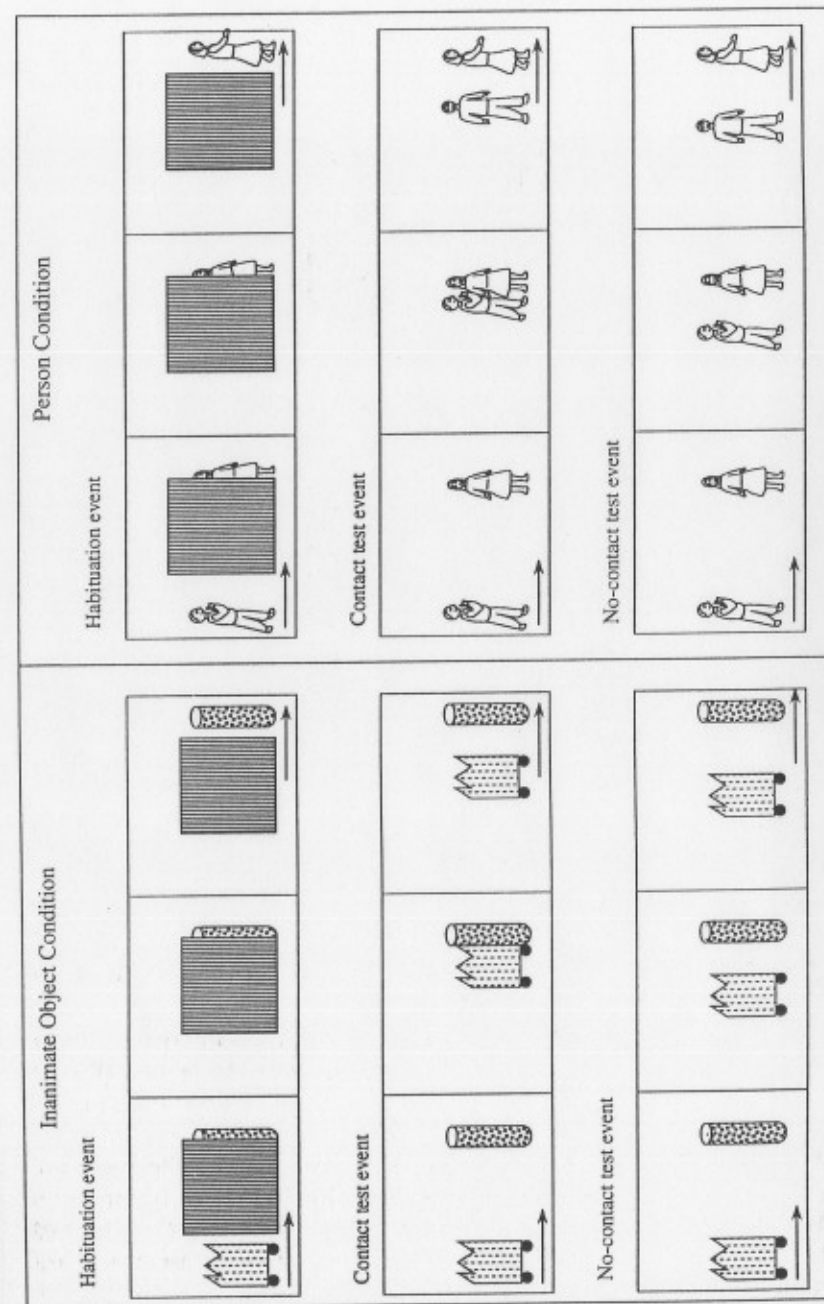 Inanimate Object Condition
Habituation event
Contact test event
No-contact test event
Person Condition
Habituation event
Contact test event
No-contact test event